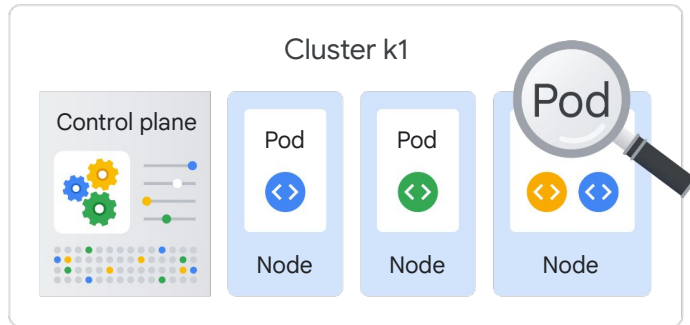 Cluster k1
Control plane
Pod
Pod
Pod
Node
Node
Node